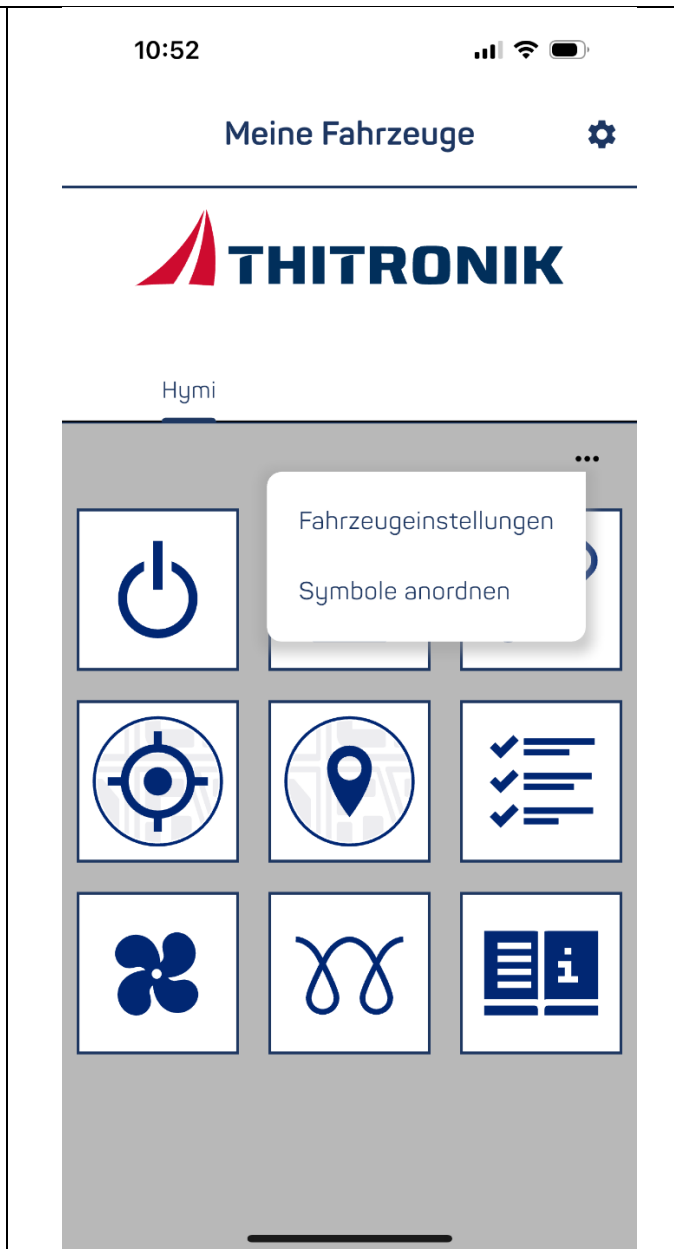 10:52
Meine Fahrzeuge
THITRONIK
Hymi
Fahrzeugeinstellungen
Symbole anordnen
i